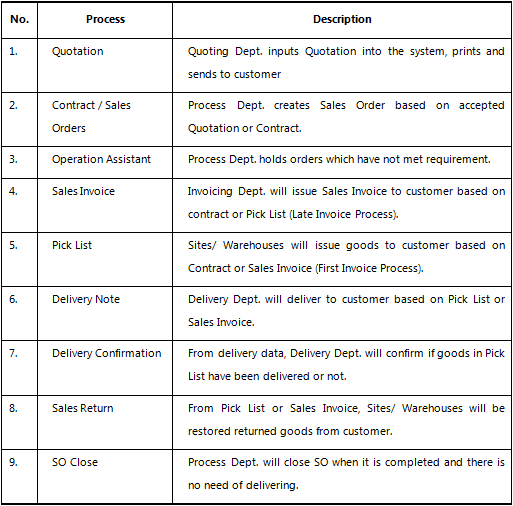 No. Process Description
1. Quotation Quoting Dept. inputs Quotation into the system, prints and
sends to customer
2. Contract / Sales Process Dept. creates Sales Order based on accepted
Orders Quotation or Contract.
3. Operation Assistant Process Dept. holds orders which have not met requirement.
4. Sales Invoice Invoicing Dept. will issue Sales Invoice to customer based on
contract or Pick List (Late Invoice Process).
5. Pick List Sites/ Warehouses will issue goods to customer based on
Contract or Sales Invoice (First Invoice Process).
6. Delivery Note Delivery Dept. will deliver to customer based on Pick List or
Sales Invoice.
7. Delivery Confirmation From delivery data, Delivery Dept. will confirm if goods in Pick
List have been delivered or not.
8. Sales Return From Pick List or Sales Invoice, Sites/ Warehouses will be
restored returned goods from customer.
9. SO Close Process Dept. will close SO when it is completed and there is
no need of delivering.